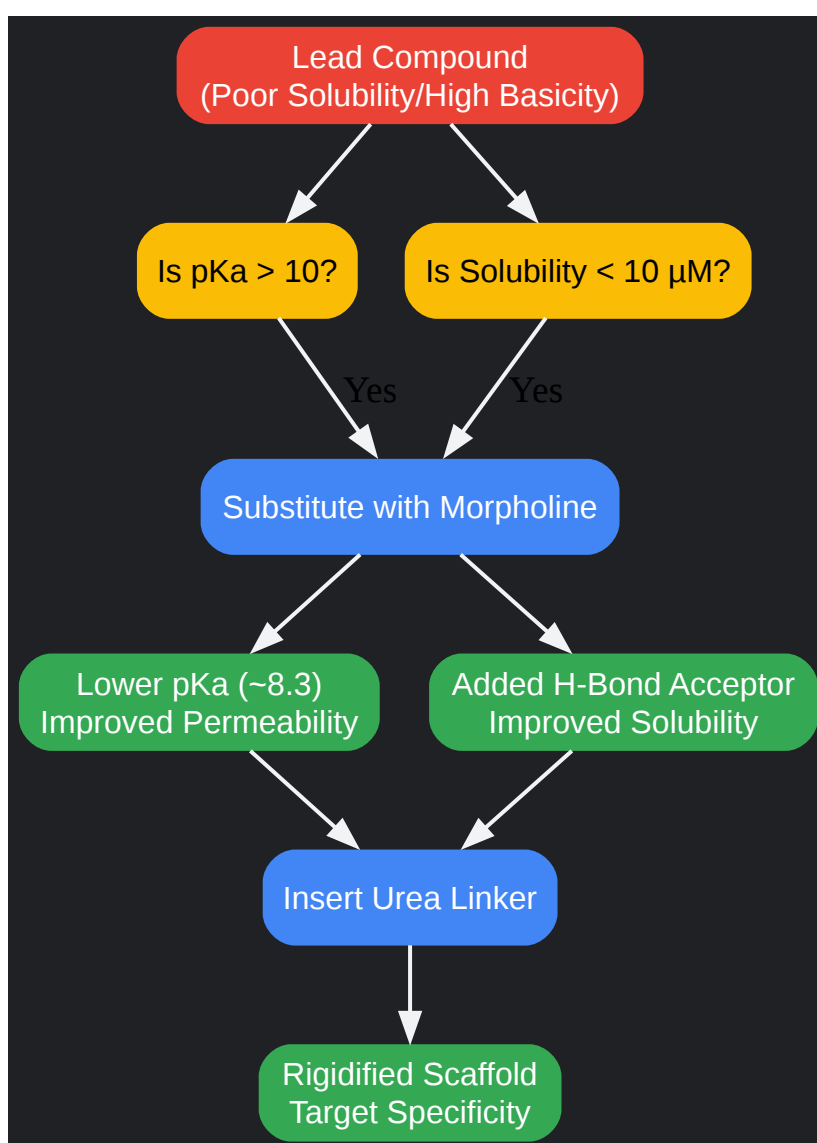 Lead Compound
(Poor Solubility/High Basicity)
Is pKa > 10?
Is Solubility < 10 µM?
Yes
Yes
Substitute with Morpholine
Lower pKa (~8.3)
Improved Permeability
Added H-Bond Acceptor
Improved Solubility
Insert Urea Linker
Rigidified Scaffold
Target Specificity